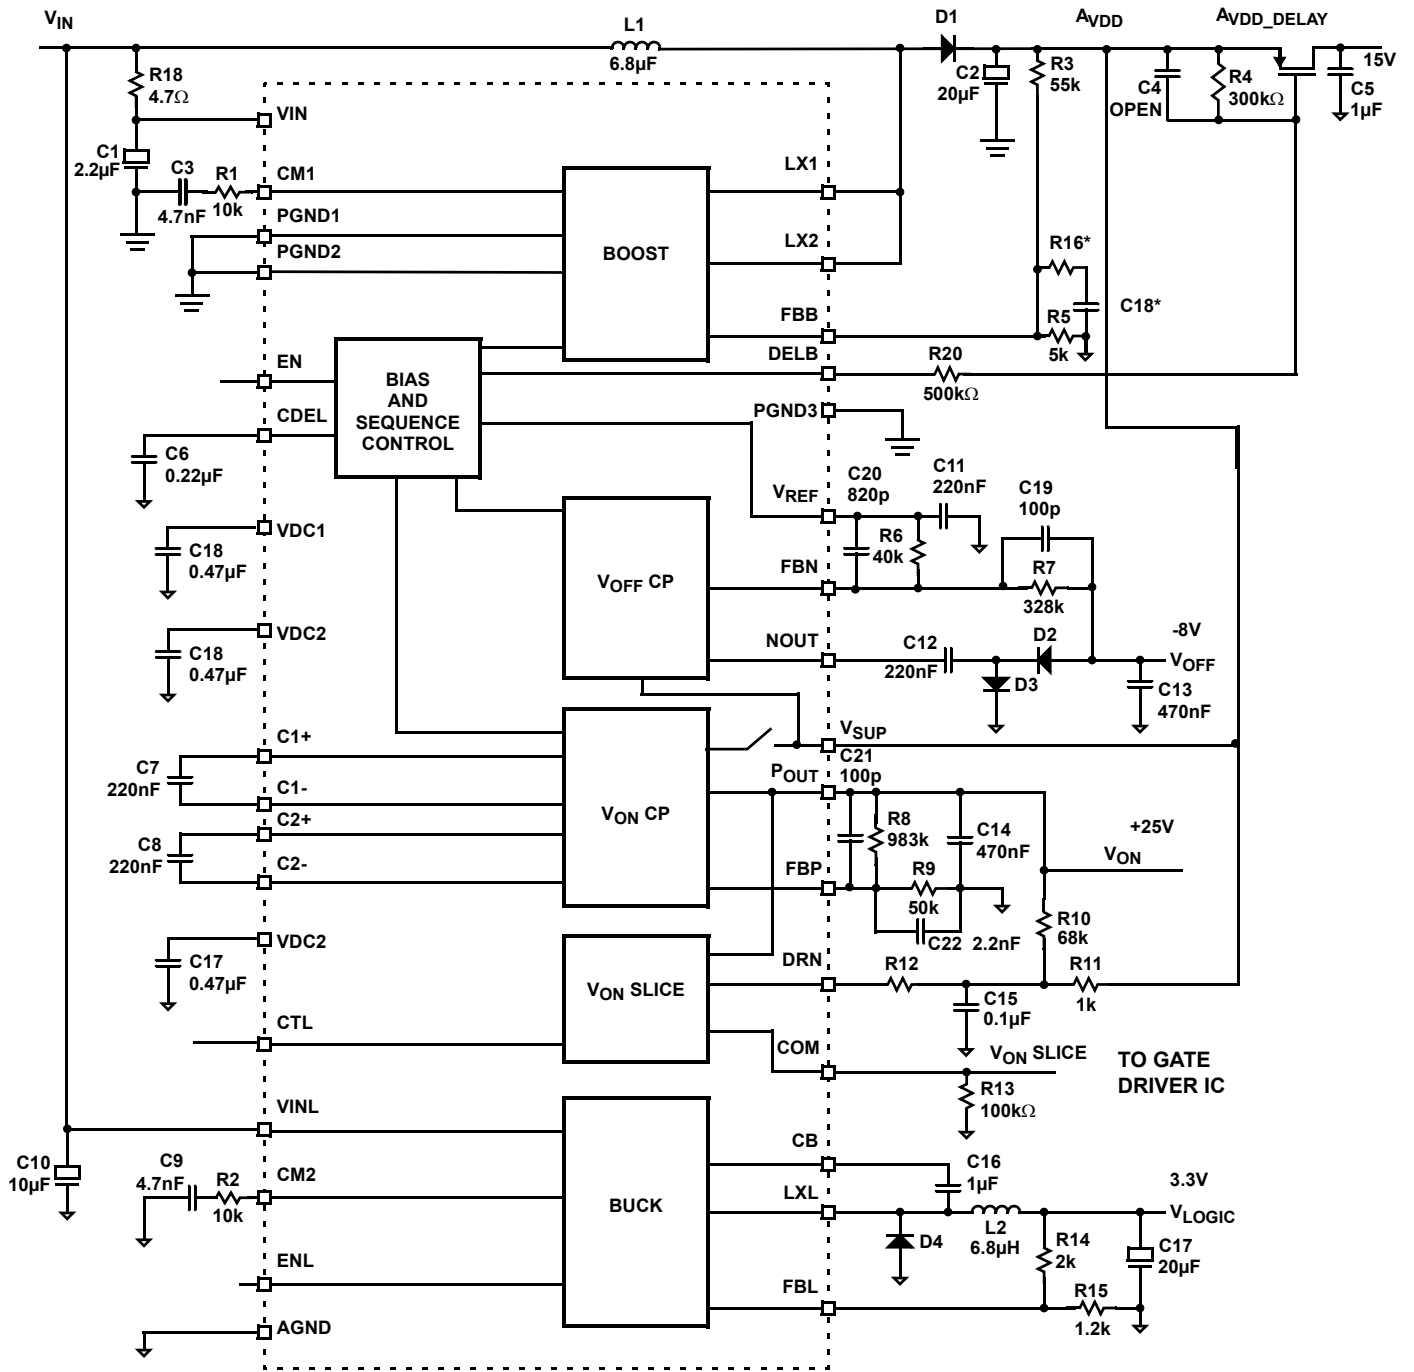 VIN
L1
6.8µF
D1
AVDD
AVDD_DELAY
15V
R18
4.7Ω
C2
20µF
R3
55k
C4
OPEN
R4
300kΩ
C5
1µF
VIN
C1
2.2µF
C3
4.7nF
R1
10k
CM1
PGND1
PGND2
BOOST
LX1
LX2
FBB
R16*
C18*
R5
5k
EN
CDEL
BIAS
AND
SEQUENCE
CONTROL
DELB
R20
500kΩ
PGND3
C6
0.22µF
VREF
C20
820p
C11
220nF
C19
100p
VDC1
C18
0.47µF
VOFF CP
R6
40k
FBN
R7
328k
VDC2
C18
0.47µF
NOUT
C12
220nF
D2
D3
-8V
VOFF
C13
470nF
C1+
C7
220nF
C1-
C2+
C8
220nF
C2-
VON CP
VSUP
POUT
C21
100p
R8
983k
C14
470nF
+25V
VON
FBP
R9
50k
C22 2.2nF
R10
68k
VDC2
C17
0.47µF
VON SLICE
DRN
R12
R11
1k
C15
0.1µF
CTL
COM
VON SLICE
TO GATE
DRIVER IC
R13
100kΩ
VINL
C10
10µF
C9
4.7nF
R2
10k
CM2
BUCK
CB
C16
1µF
LXL
L2
6.8µH
D4
3.3V
VLOGIC
R14
2k
C17
20µF
ENL
FBL
R15
1.2k
AGND